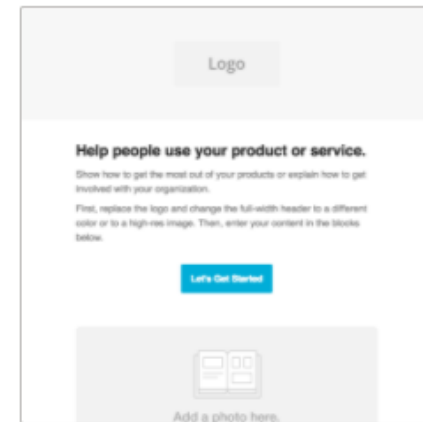 Logo
Help people use your product or service.
Show how to get the most out of your products or explain how to get
involved with your organization.
First, replace the logo and change the full-width header to a different
color or to a high-res image. Then, enter your content in the blocks
below.
Let's Get Started
Add a photo here.